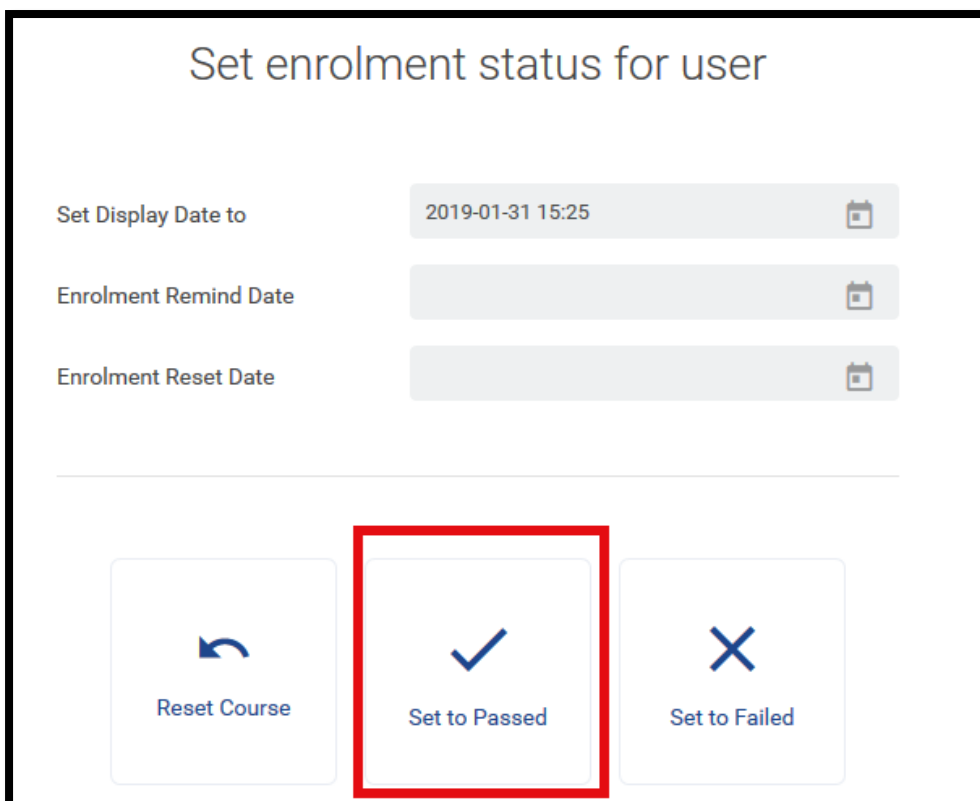 Set enrolment status for user
Set Display Date to 2019-01-31 15:25
Enrolment Remind Date
Enrolment Reset Date
Reset Course Set to Passed Set to Failed